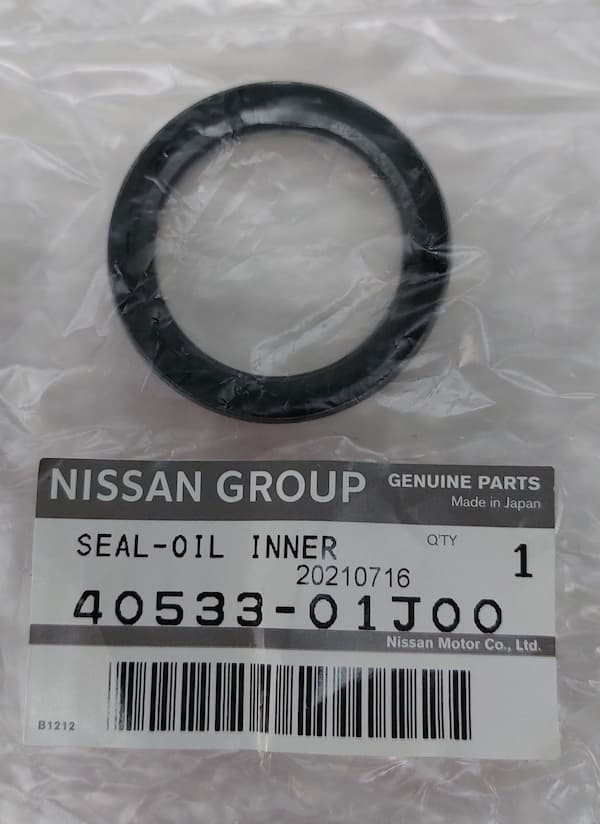 NISSAN GROUP GENUINE PARTS
Made in Japan
SEAL-OIL INNER Q'TY 1
20210716
40533-01J00
Nissan Motor Co., Ltd.
B1212